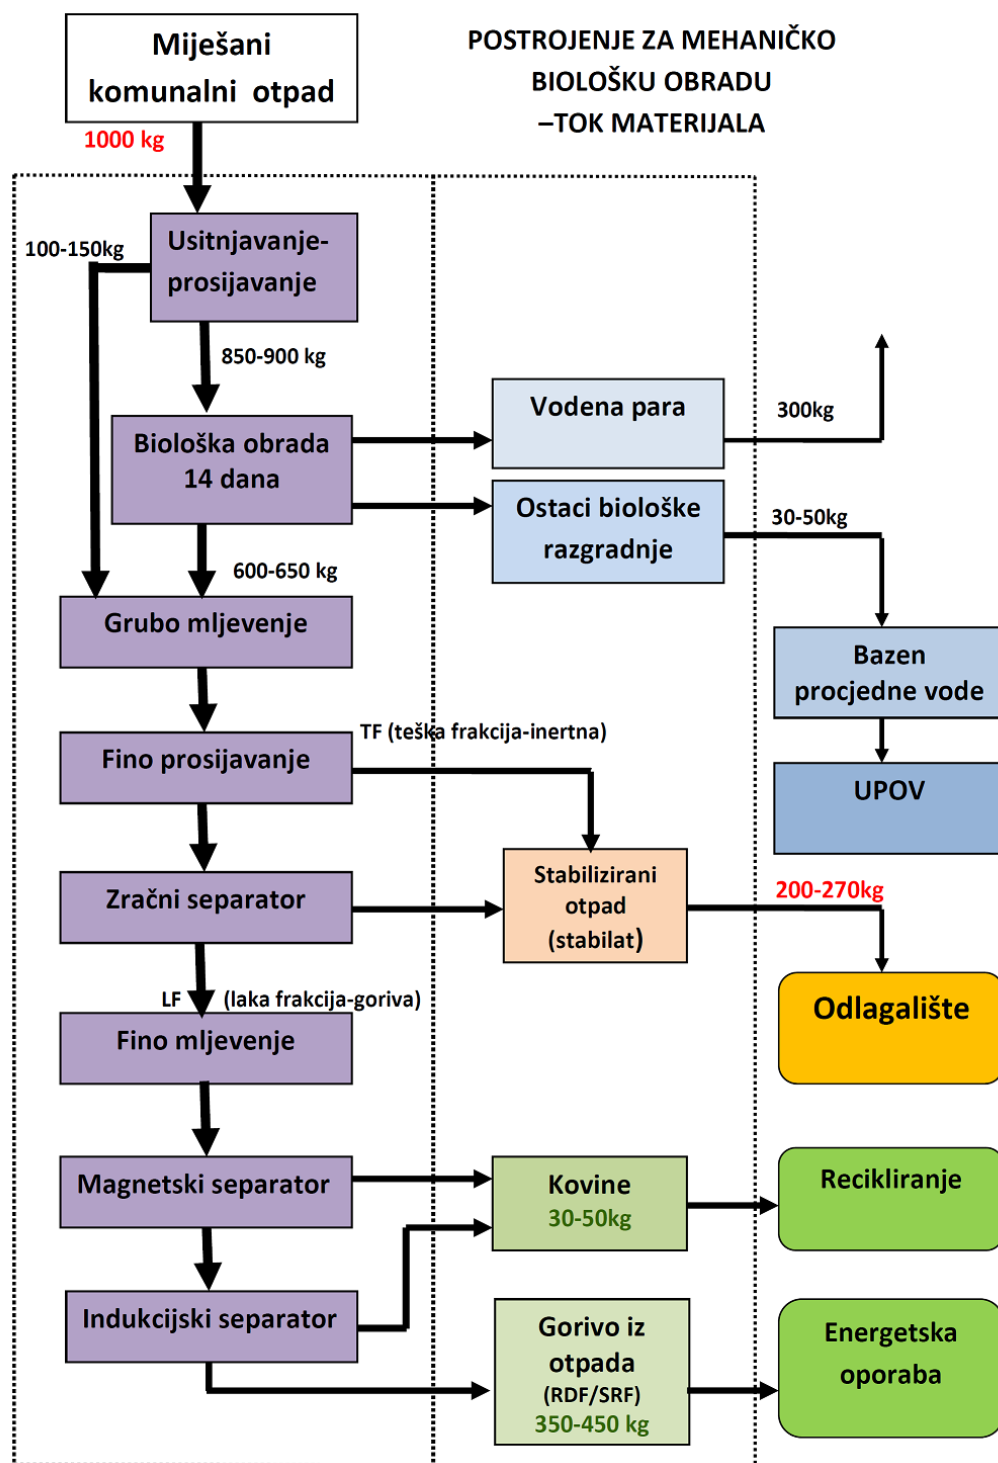 Miješani
komunalni otpad
POSTROJENJE ZA MEHANIČKO
BIOLOŠKU OBRADU
–TOK MATERIJALA
1000 kg
Usitnjavanje-
prosijavanje
100-150kg
850-900 kg
Biološka obrada
14 dana
Vodena para
300kg
Ostaci biološke
razgradnje
30-50kg
600-650 kg
Grubo mljevenje
Bazen
procjedne vode
TF (teška frakcija-inertna)
Fino prosijavanje
UPOV
Zračni separator
Stabilizirani
otpad
(stabilat)
200-270kg
LF (laka frakcija-goriva)
Odlagalište
Fino mljevenje
Magnetski separator
Kovine
30-50kg
Recikliranje
Indukcijski separator
Gorivo iz
otpada
(RDF/SRF)
350-450 kg
Energetska
oporaba